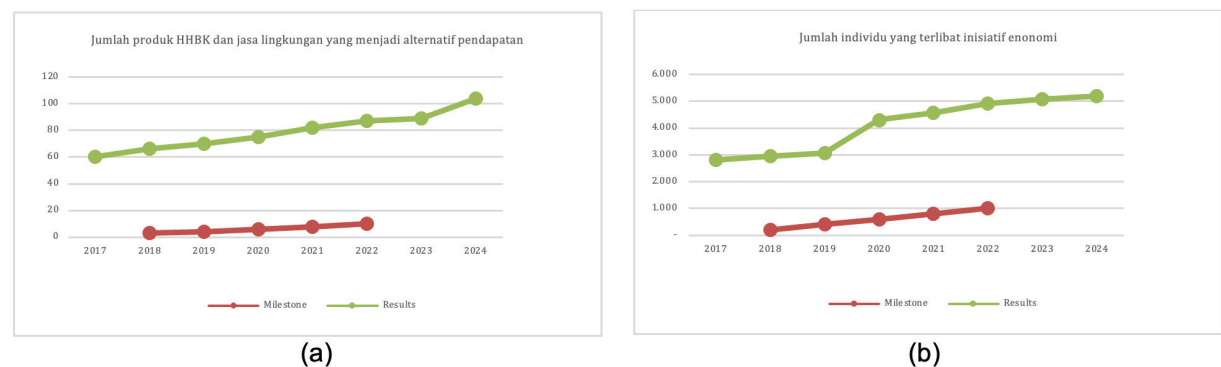 Jumlah produk HHBK dan jasa lingkungan yang menjadi alternatif pendapatan
120
100
80
60
40
20
0
2017 2018 2019 2020 2021 2022 2023 2024
Milestone Results
(a)
Jumlah individu yang terlibat inisiatif enonomi
6.000
5.000
4.000
3.000
2.000
1.000
-
2017 2018 2019 2020 2021 2022 2023 2024
Milestone Results
(b)